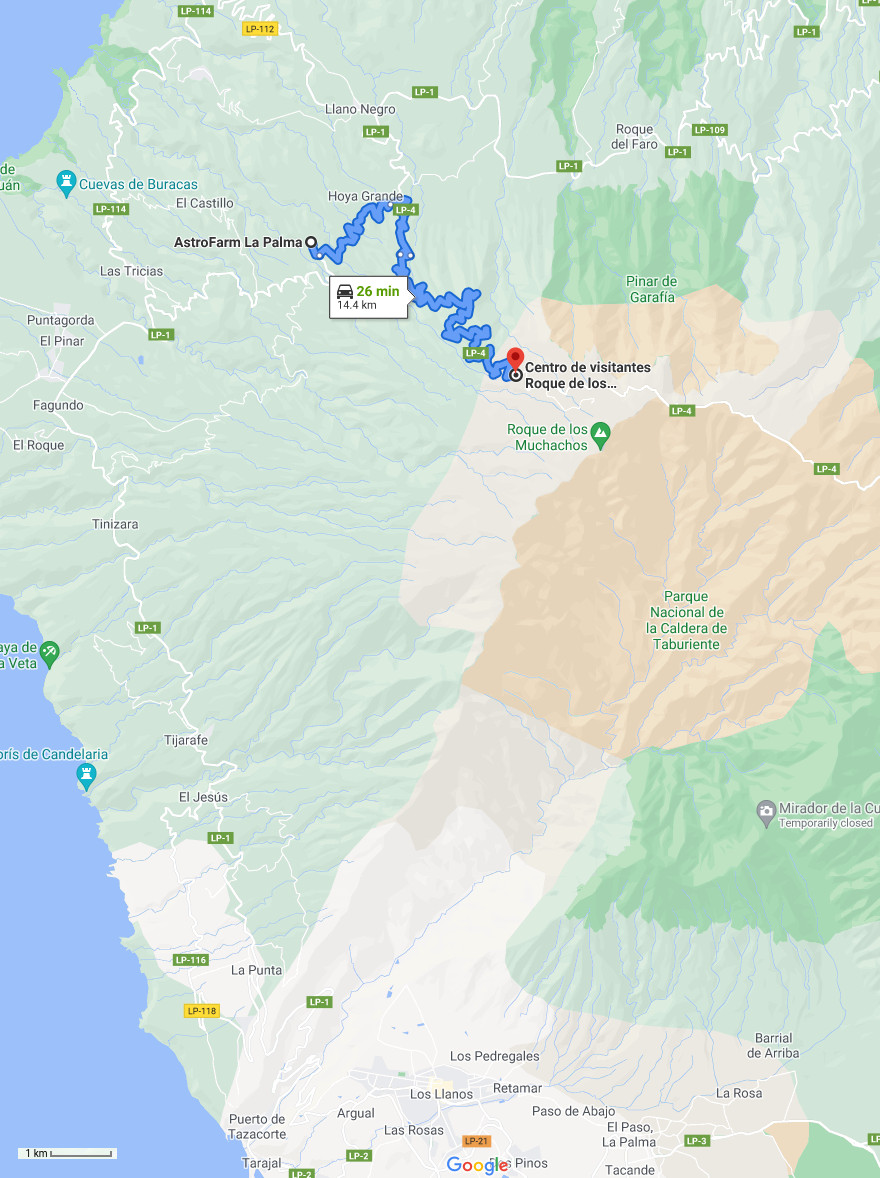 LP-114
LP-112
LP-1
LP-1
Llano Negro
LP-1
Roque
del Faro
LP-109
LP-1
LP-1
de
uán
Cuevas de Buracas
LP-114
El Castillo
Hoya Grande
LP-4
AstroFarm La Palma
Las Tricias
26 min
14.4 km
Pinar de
Garafía
Puntagorda
El Pinar
LP-1
LP-4
Centro de visitantes
Roque de los...
Fagundo
LP-4
El Roque
Roque de los
Muchachos
LP-4
Tinizara
Parque
Nacional de
la Caldera de
Taburiente
LP-1
aya de
a Veta
Tijarafe
orís de Candelaria
El Jesús
Mirador de la Cu
Temporarily closed
LP-1
LP-116
La Punta
LP-1
LP-118
Barrial
de Arriba
Los Pedregales
Retamar
Los Llanos
La Rosa
Argual
Paso de Abajo
Puerto de
Tazacorte
Las Rosas
El Paso,
La Palma
LP-21
LP-3
LP
Tarajal
LP-2
LP-2
Google
os Pinos
Tacande
1 km